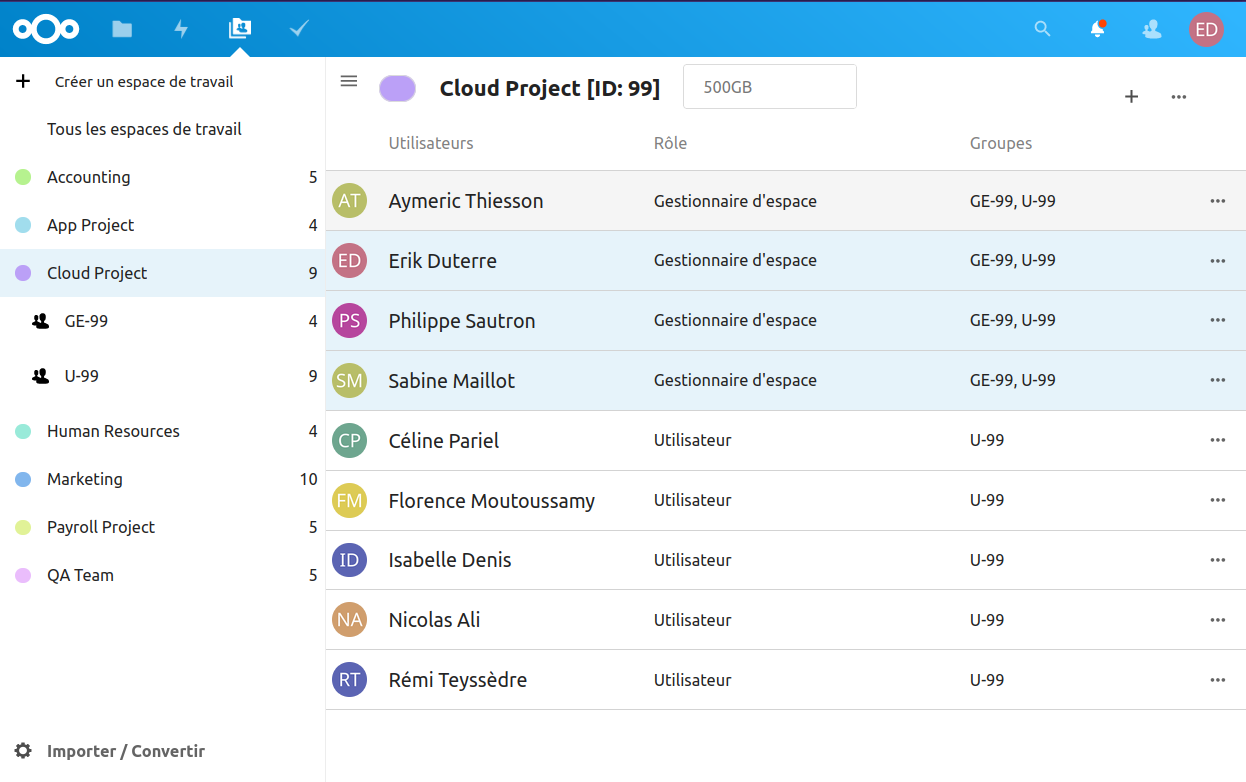 ED
Créer un espace de travail
Tous les espaces de travail
Accounting 5
App Project 4
Cloud Project 9
GE-99 4
U-99 9
Human Resources 4
Marketing 10
Payroll Project 5
QA Team 5
Importer / Convertir
Cloud Project [ID: 99] 500GB
Utilisateurs Rôle Groupes
AT Aymeric Thiesson Gestionnaire d'espace GE-99, U-99
ED Erik Duterre Gestionnaire d'espace GE-99, U-99
PS Philippe Sautron Gestionnaire d'espace GE-99, U-99
SM Sabine Maillot Gestionnaire d'espace GE-99, U-99
CP Céline Pariel Utilisateur U-99
FM Florence Moutoussamy Utilisateur U-99
ID Isabelle Denis Utilisateur U-99
NA Nicolas Ali Utilisateur U-99
RT Rémi Teyssèdre Utilisateur U-99